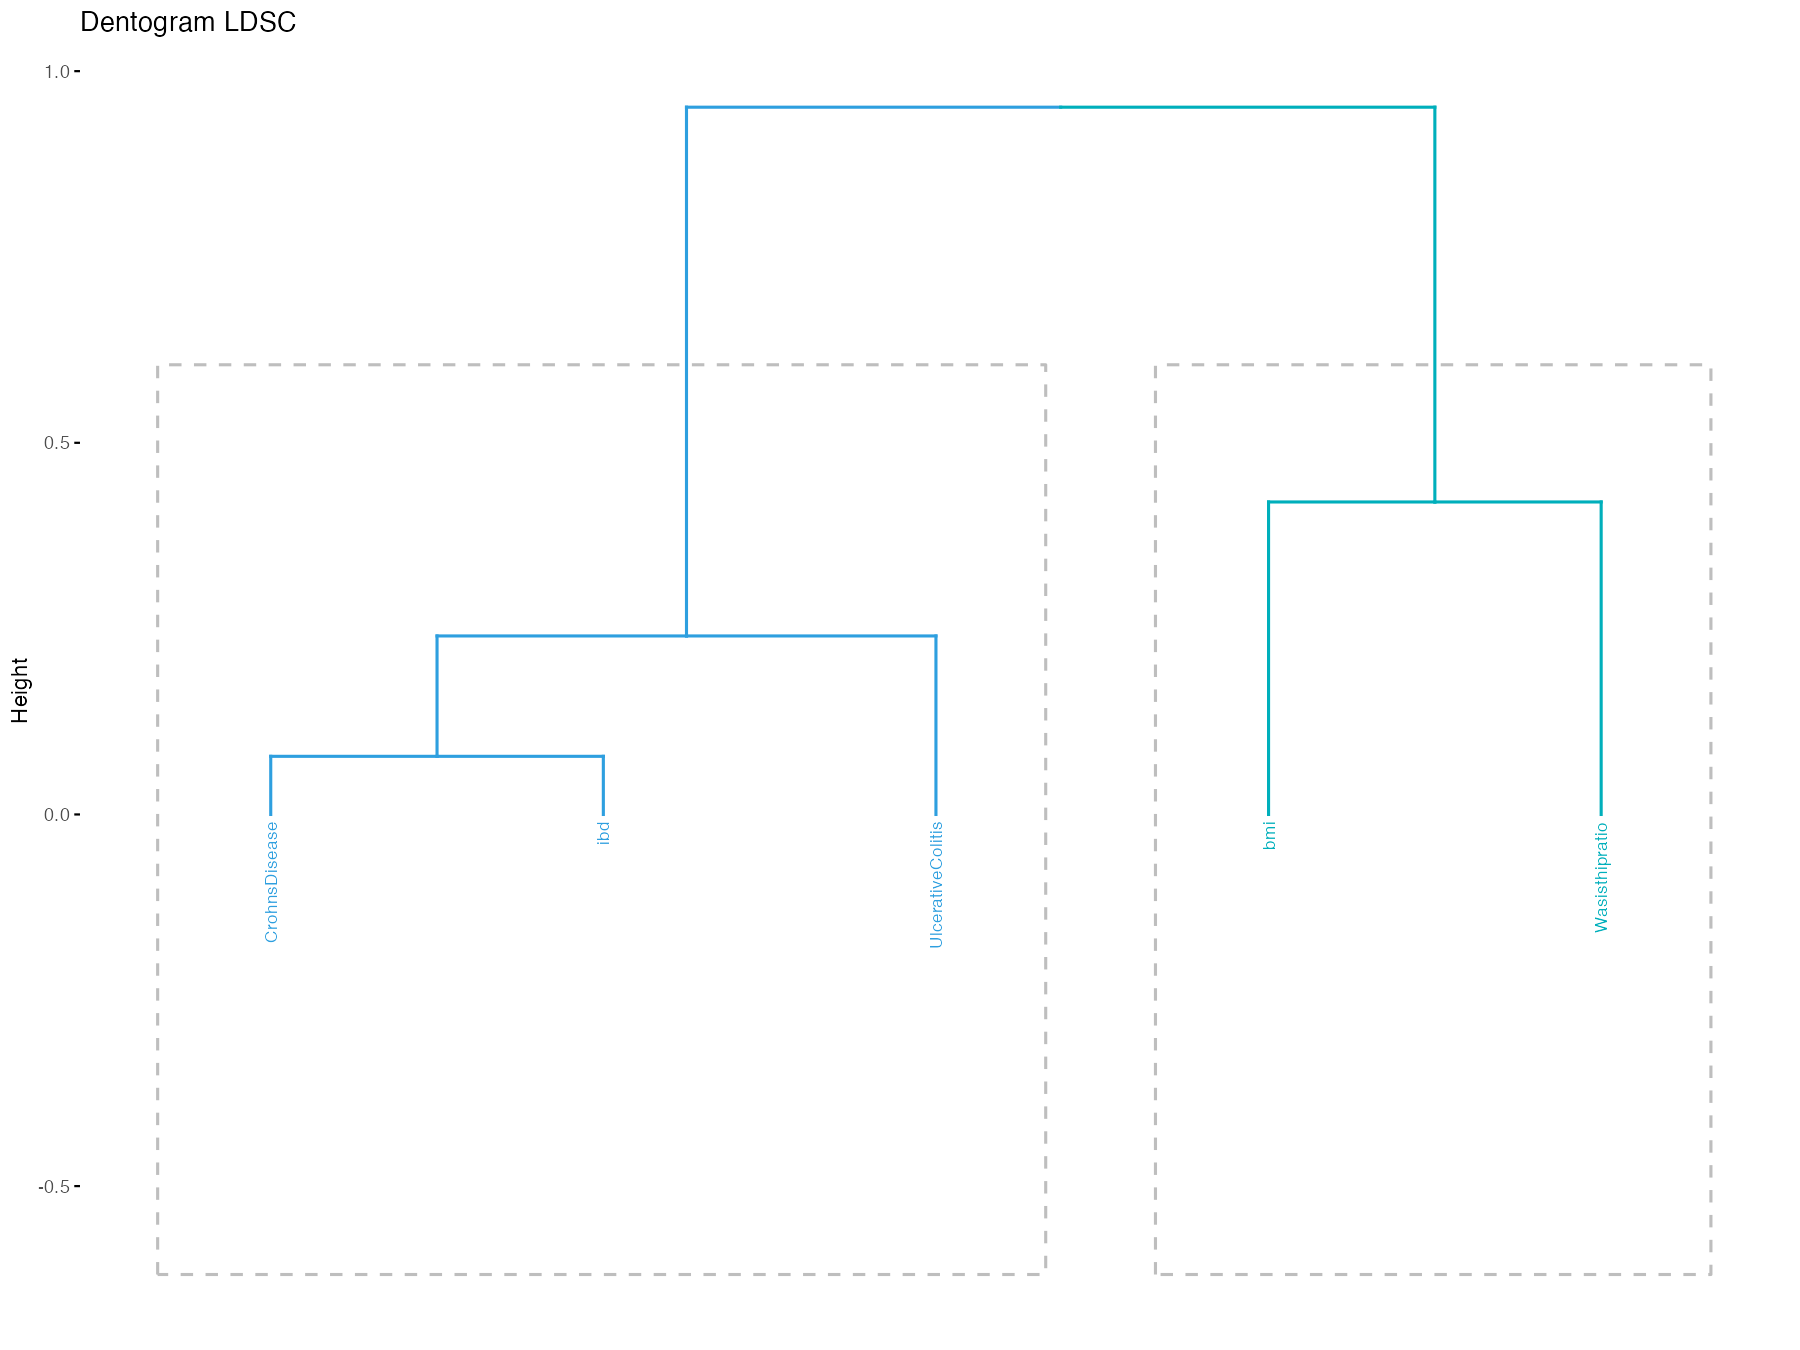 Dentogram LDSC
1.0
0.5
0.0
-0.5
Height
CrohnsDisease
ibd
UlcerativeColitis
bmi
Wasisthipratio